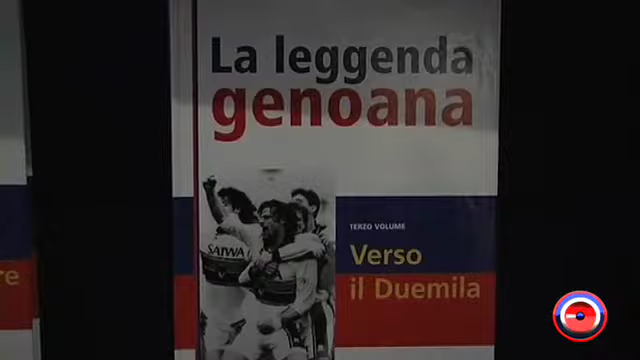 La leggenda
genoana
TERZO VOLUME
Verso
il Duemila
SAIWA
re